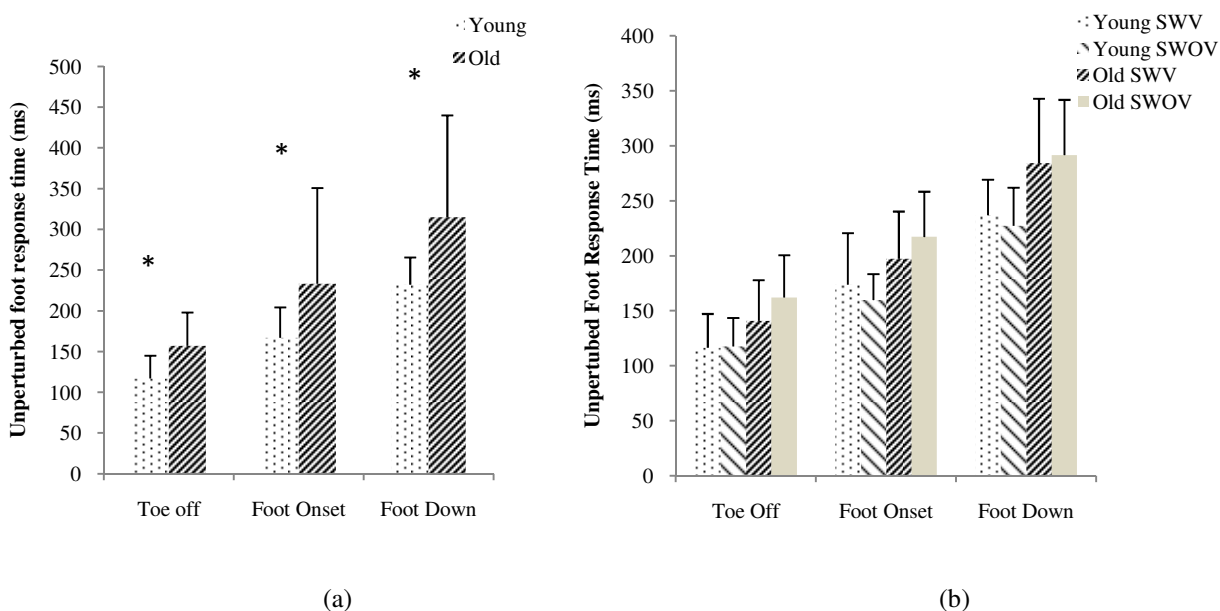 Young
Old
*
*
*
Unperturbed foot response time (ms)
500
450
400
350
300
250
200
150
100
50
0
Toe off Foot Onset Foot Down
(a)
Young SWV
Young SWOV
Old SWV
Old SWOV
Unpertubed Foot Response Time (ms)
400
350
300
250
200
150
100
50
0
Toe Off Foot Onset Foot Down
(b)